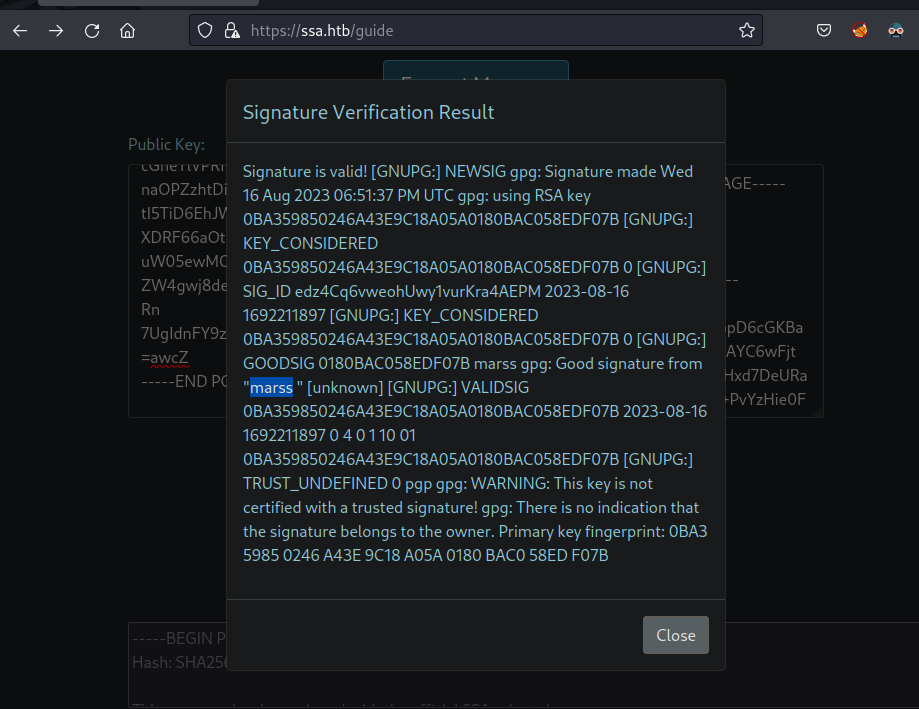 https://ssa.htb/guide
Signature Verification Result
Public Key:
naOPZzhtDi
AGE-----
tI5TiD6EhJW
XDRF66aOt
uW05ewMC
ZW4gwj8de
Rn
7UgIdnFY9z
=awcZ
-----END PG
--
pD6cGKBa
AYC6wFjt
Hxd7DeURa
+PvYzHie0F
Signature is valid! [GNUPG:] NEWSIG gpg: Signature made Wed
16 Aug 2023 06:51:37 PM UTC gpg: using RSA key
0BA359850246A43E9C18A05A0180BAC058EDF07B [GNUPG:]
KEY_CONSIDERED
0BA359850246A43E9C18A05A0180BAC058EDF07B 0 [GNUPG:]
SIG_ID edz4Cq6vweohUwy1vurKra4AEPM 2023-08-16
1692211897 [GNUPG:] KEY_CONSIDERED
0BA359850246A43E9C18A05A0180BAC058EDF07B 0 [GNUPG:]
GOODSIG 0180BAC058EDF07B marss gpg: Good signature from
"marss " [unknown] [GNUPG:] VALIDSIG
0BA359850246A43E9C18A05A0180BAC058EDF07B 2023-08-16
1692211897 0 4 0 1 10 01
0BA359850246A43E9C18A05A0180BAC058EDF07B [GNUPG:]
TRUST_UNDEFINED 0 pgp gpg: WARNING: This key is not
certified with a trusted signature! gpg: There is no indication that
the signature belongs to the owner. Primary key fingerprint: 0BA3
5985 0246 A43E 9C18 A05A 0180 BAC0 58ED F07B
Close
-----BEGIN P
Hash: SHA256